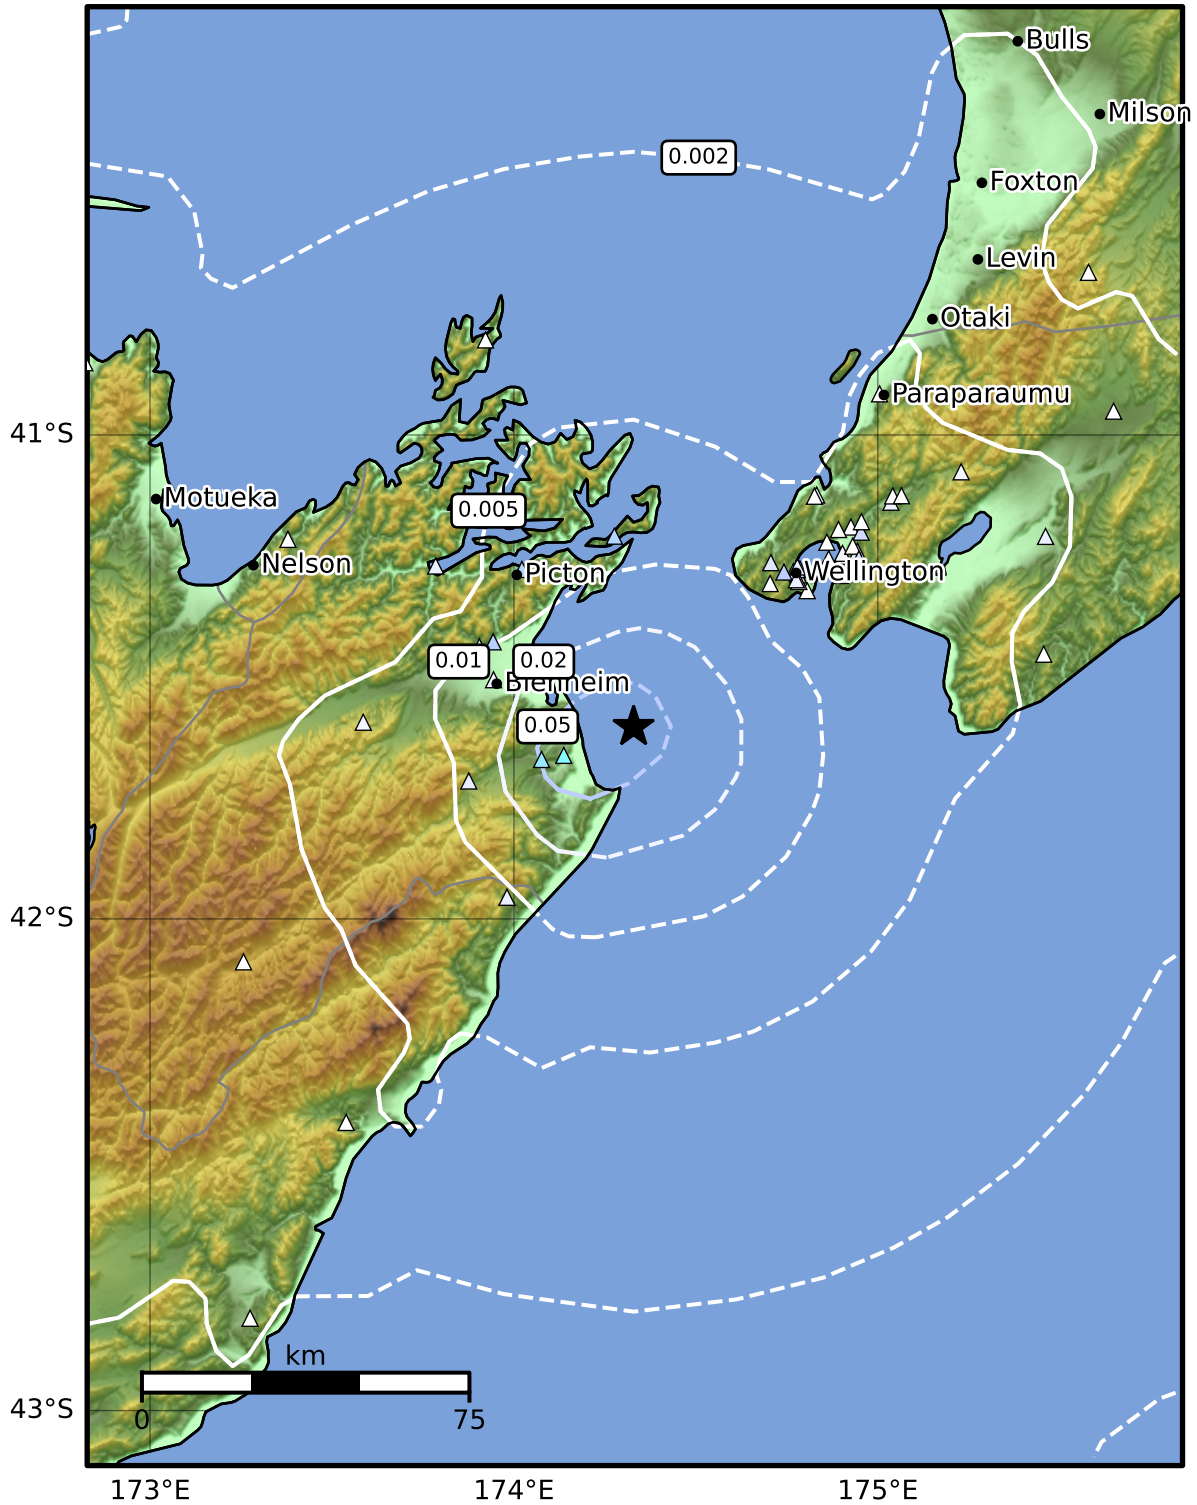 Bulls
Milson
0.002
Foxton
Levin
Otaki
Paraparaumu
41°S
Motueka
0.005
Nelson
Picton
Wellington
0.01
0.02
Blenheim
0.05
42°S
km
0
75
43°S
173°E
174°E
175°E